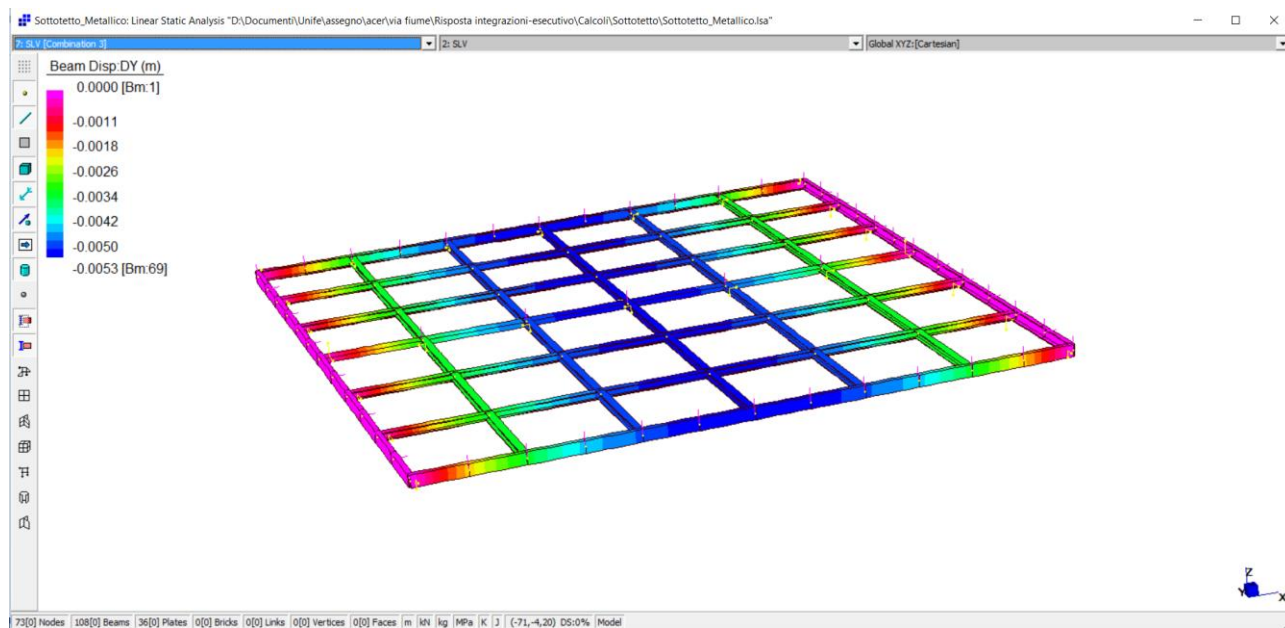 Sottotetto_Metallico: Linear Static Analysis "D:\Documenti\Unife\assegno\acer\via fiume\Risposta integrazioni-esecutivo\Calcoli\Sottotetto\Sottotetto_Metallico.lsa"
7: SLV [Combination 3] 2: SLV Global XYZ:[Cartesian]
Beam Disp:DY (m)
0.0000 [Bm:1]
-0.0011
-0.0018
-0.0026
-0.0034
-0.0042
-0.0050
-0.0053 [Bm:69]
Z
Y
X
73[0] Nodes 108[0] Beams 36[0] Plates 0[0] Bricks 0[0] Links 0[0] Vertices 0[0] Faces m kN kg MPa K J (-71,-4,20) DS:0% Model